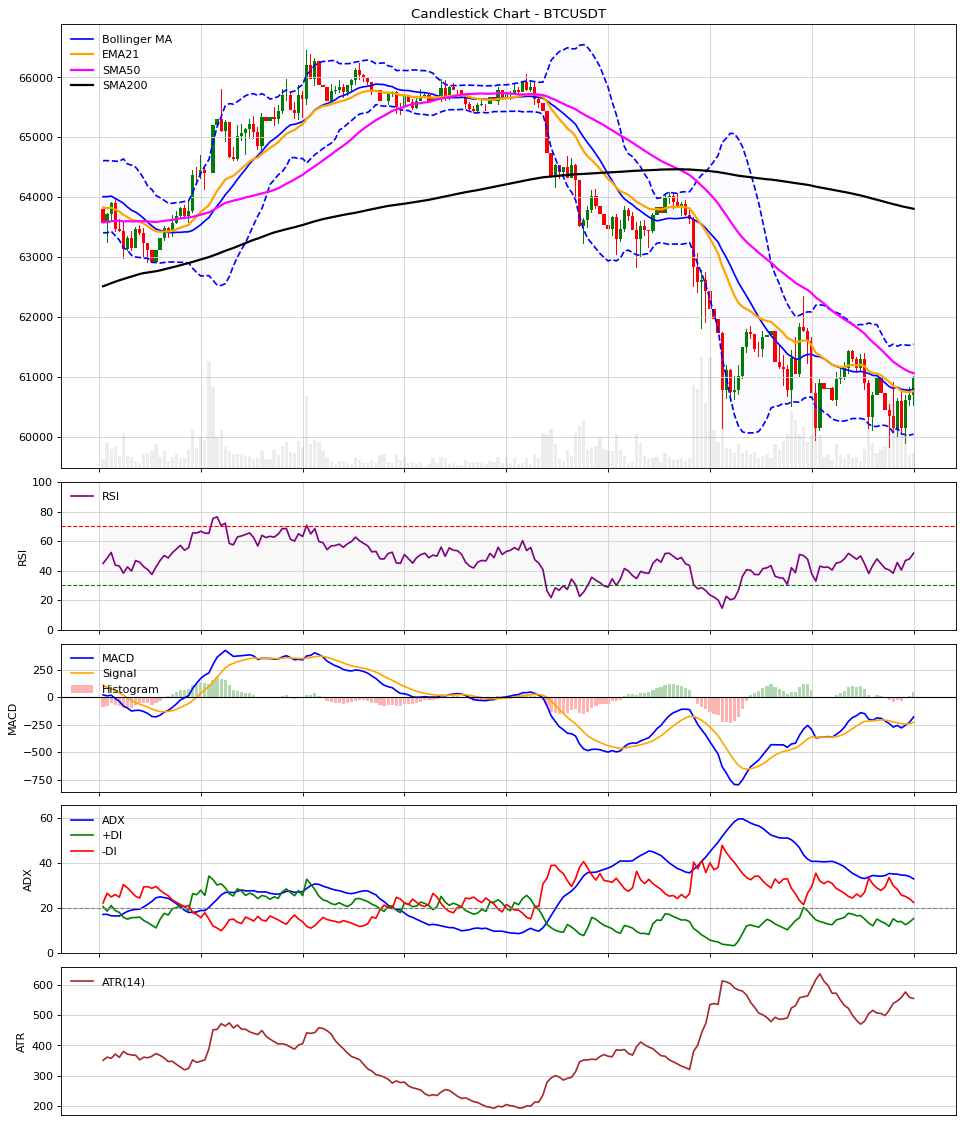 Candlestick Chart - BTCUSDT
Bollinger MA
EMA21
SMA50
SMA200
66000
65000
64000
63000
62000
61000
60000
RSI
100
80
60
40
20
0
RSI
MACD
Signal
Histogram
250
0
−250
−500
−750
MACD
ADX
+DI
-DI
60
40
20
0
ADX
ATR(14)
600
500
400
300
200
ATR